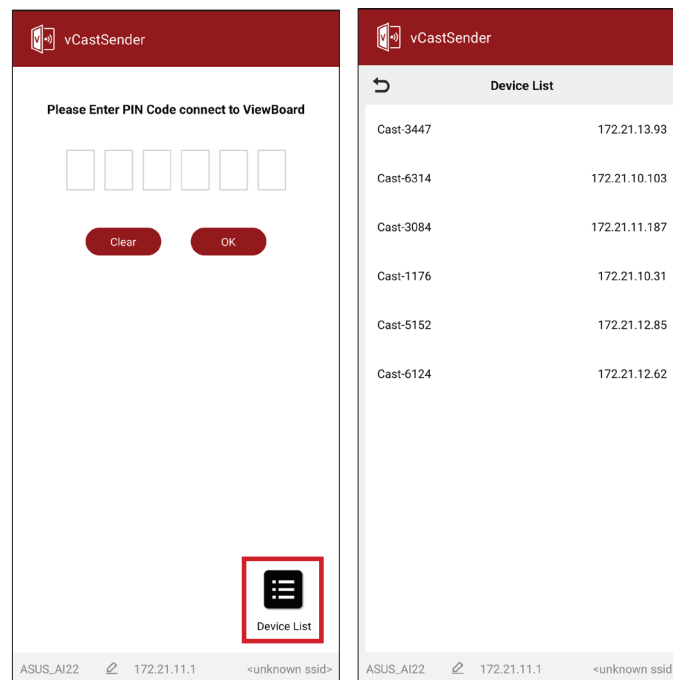 vCastSender
Please Enter PIN Code connect to ViewBoard
Clear
OK
Device List
ASUS_AI22 172.21.11.1 <unknown ssid>
vCastSender
Device List
Cast-3447 172.21.13.93
Cast-6314 172.21.10.103
Cast-3084 172.21.11.187
Cast-1176 172.21.10.31
Cast-5152 172.21.12.85
Cast-6124 172.21.12.62
ASUS_AI22 172.21.11.1 <unknown ssid